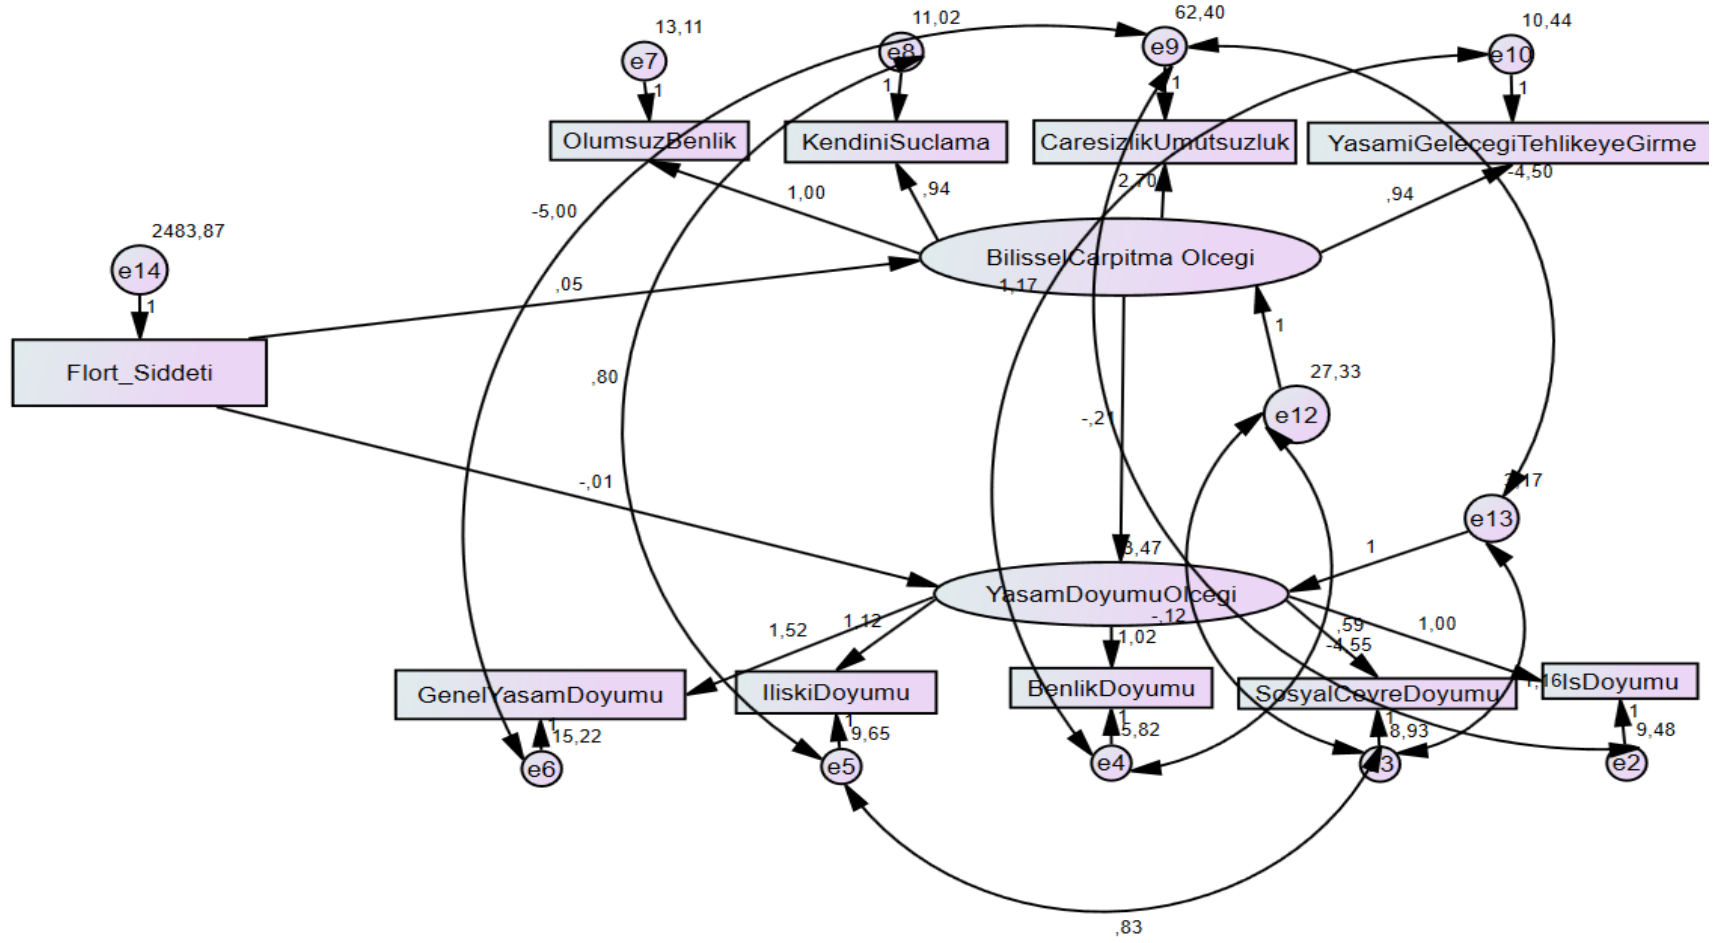 13,11
11,02
62,40
10,44
e7
e8
e9
e10
1
1
1
1
OlumsuzBenlik
KendiniSuclama
CaresizlikUmutsuzluk
YasamiGelecegiTehlikeyeGirme
1,00
,94
2,70
,94
-4,50
-5,00
2483,87
e14
1
BilisselCarpitma Olcegi
,05
1,17
1
Flort_Siddeti
,80
27,33
e12
-,21
-,01
3,17
e13
3,47
1
YasamDoyumuOlcegi
1,52
1,12
1,02
-,12
,59
-4,55
1,00
GenelYasamDoyumu
IliskiDoyumu
BenlikDoyumu
SosyalCevreDoyumu
IsDoyumu
1
15,22
1
9,65
1
5,82
1
8,93
1
9,48
e6
e5
e4
e2
,83